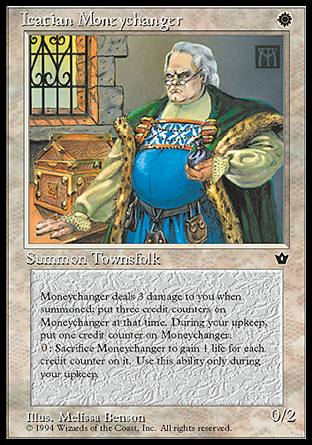 Icatian Moneychanger
Summon Townsfolk
Moneychanger deals 3 damage to you when
summoned; put three credit counters on
Moneychanger at that time. During your upkeep,
put one credit counter on Moneychanger.
0: Sacrifice Moneychanger to gain 1 life for each
credit counter on it. Use this ability only during
your upkeep.
Illus. Melissa Benson
0/2
© 1994 Wizards of the Coast, Inc. All rights reserved.